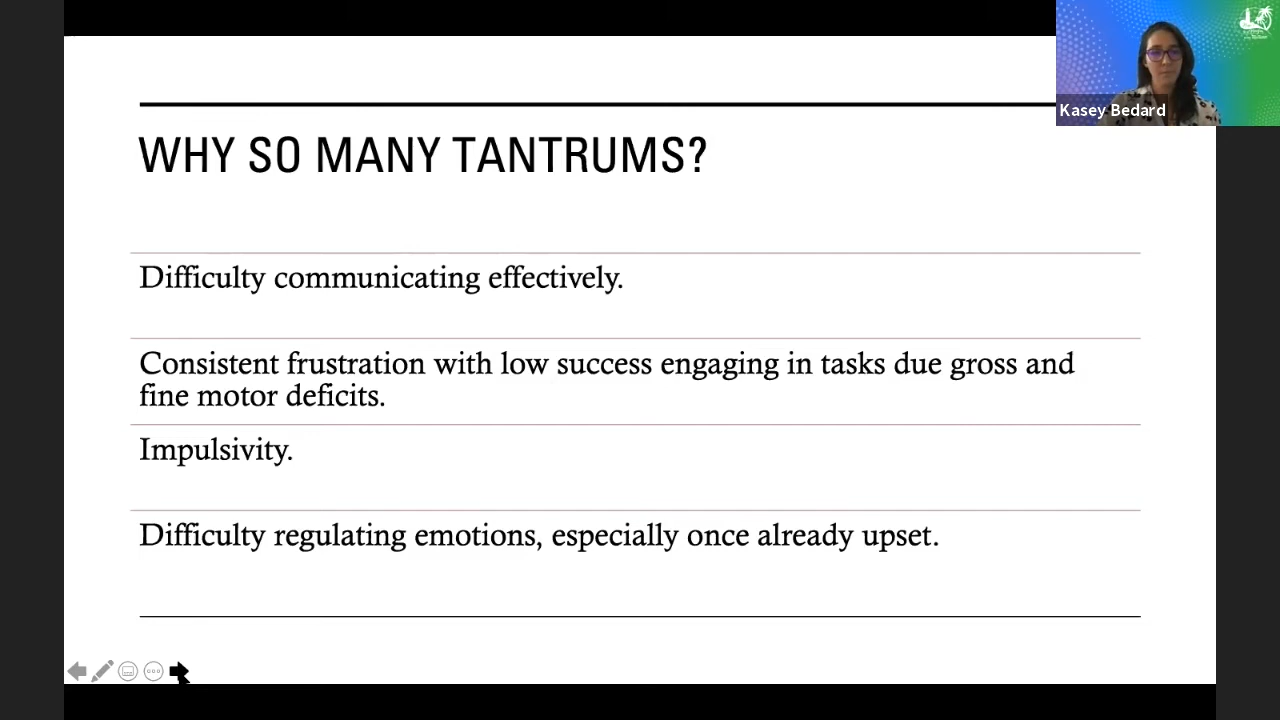 WHY SO MANY TANTRUMS?
Difficulty communicating effectively.
Consistent frustration with low success engaging in tasks due gross and
fine motor deficits.
Impulsivity.
Difficulty regulating emotions, especially once already upset.
Kasey Bedard